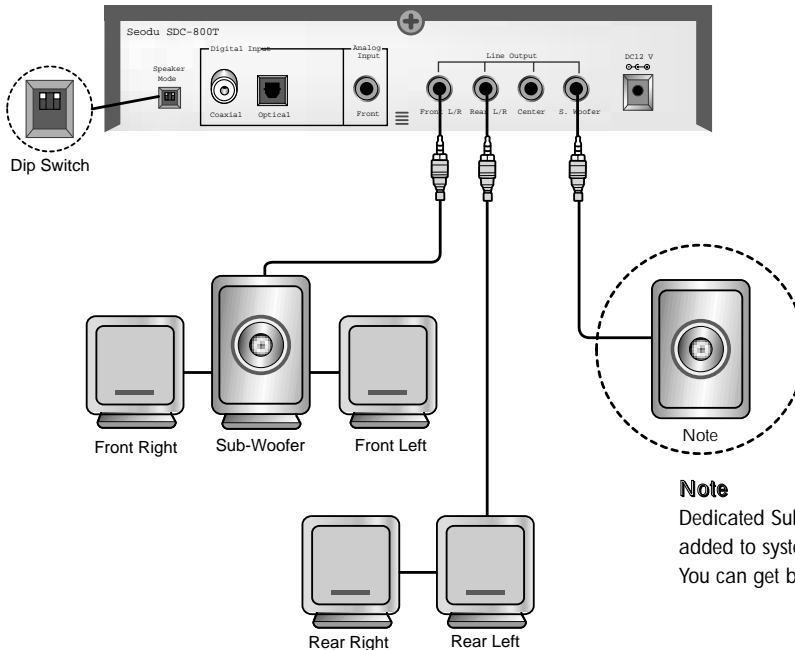 Seodu SDC-800T
Digital Input
Analog
Input
Line Output
DC12 V
Speaker
Mode
Coaxial
Optical
Front
Front L/R
Rear L/R
Center
S. Woofer
Dip Switch
Front Right
Sub-Woofer
Front Left
Note
Note
Dedicated
added to
You can get
Rear Right
Rear Left